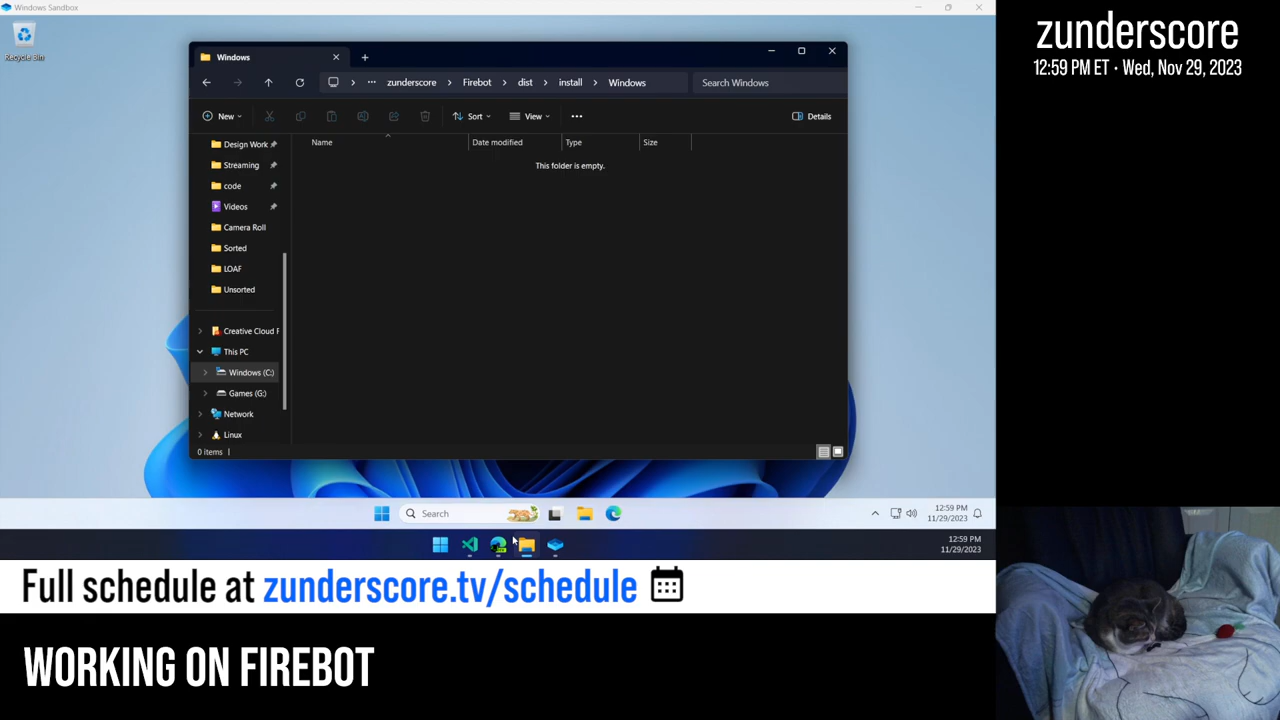 Windows Sandbox
zunderscore
12:59 PM ET · Wed, Nov 29, 2023
Recycle Bin
Windows
zunderscore
Firebot
dist
install
Windows
Search Windows
New
Sort
View
Details
Name
Date modified
Type
Size
This folder is empty.
Design Work
Streaming
code
Videos
Camera Roll
Sorted
LOAF
Unsorted
Creative Cloud F
This PC
Windows (C:)
Games (G:)
Network
Linux
0 items
Search
12:59 PM
11/29/2023
12:59 PM
11/29/2023
Full schedule at zunderscore.tv/schedule
WORKING ON FIREBOT